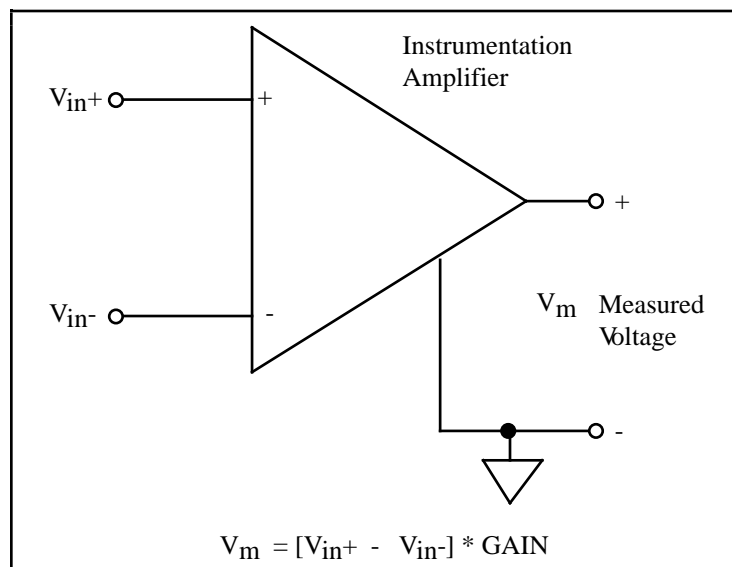 Instrumentation
Amplifier
Vin+
+
+
Vin-
-
Vm Measured
Voltage
-
Vm = [Vin+ - Vin-] * GAIN